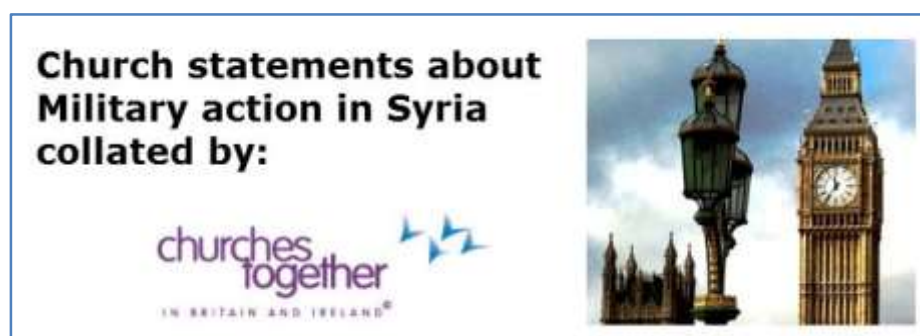 Church statements about
Military action in Syria
collated by:
churches
together
IN BRITAIN AND IRELAND®